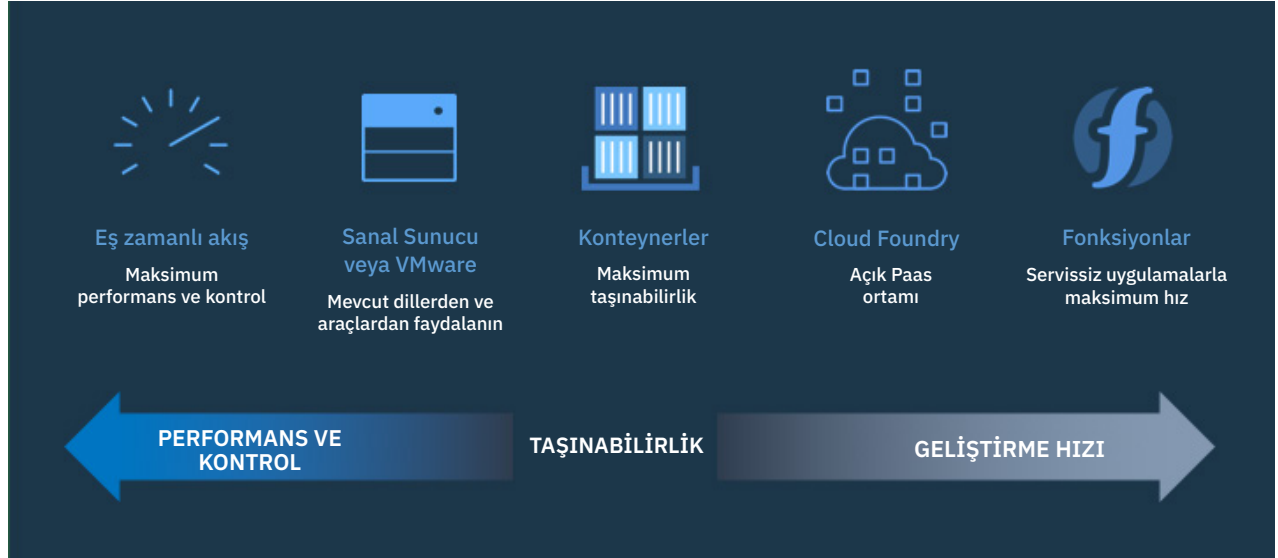 Eş zamanlı akış
Maksimum
performans ve kontrol
Sanal Sunucu
veya VMware
Mevcut dillerden ve
araçlardan faydalanın
Konteynerler
Maksimum
taşınabilirlik
Cloud Foundry
Açık Paas
ortamı
Fonksiyonlar
Servissiz uygulamalarla
maksimum hız
PERFORMANS VE
KONTROL
TAŞINABİLİRLİK
GELİŞTİRME HIZI